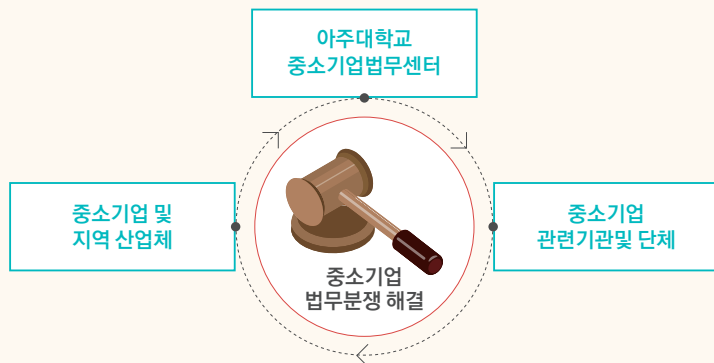 아주대학교
중소기업법무센터
중소기업 및
지역 산업체
중소기업
관련기관및 단체
중소기업
법무분쟁 해결